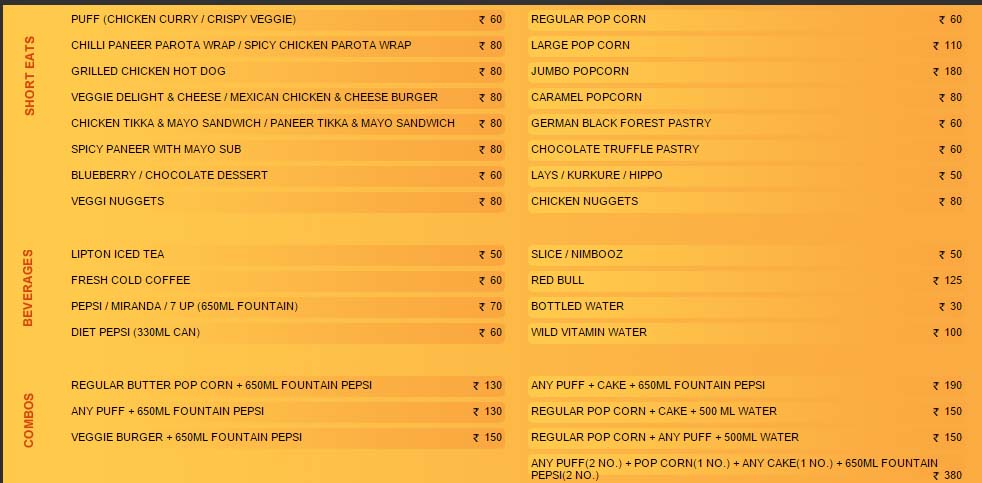 SHORT EATS
PUFF (CHICKEN CURRY / CRISPY VEGGIE) ₹ 60
CHILLI PANEER PAROTA WRAP / SPICY CHICKEN PAROTA WRAP ₹ 80
GRILLED CHICKEN HOT DOG ₹ 80
VEGGIE DELIGHT & CHEESE / MEXICAN CHICKEN & CHEESE BURGER ₹ 80
CHICKEN TIKKA & MAYO SANDWICH / PANEER TIKKA & MAYO SANDWICH ₹ 80
SPICY PANEER WITH MAYO SUB ₹ 80
BLUEBERRY / CHOCOLATE DESSERT ₹ 60
VEGGI NUGGETS ₹ 80
REGULAR POP CORN ₹ 60
LARGE POP CORN ₹ 110
JUMBO POPCORN ₹ 180
CARAMEL POPCORN ₹ 80
GERMAN BLACK FOREST PASTRY ₹ 60
CHOCOLATE TRUFFLE PASTRY ₹ 60
LAYS / KURKURE / HIPPO ₹ 50
CHICKEN NUGGETS ₹ 80
BEVERAGES
LIPTON ICED TEA ₹ 50
FRESH COLD COFFEE ₹ 60
PEPSI / MIRANDA / 7 UP (650ML FOUNTAIN) ₹ 70
DIET PEPSI (330ML CAN) ₹ 60
SLICE / NIMBOOZ ₹ 50
RED BULL ₹ 125
BOTTLED WATER ₹ 30
WILD VITAMIN WATER ₹ 100
COMBOS
REGULAR BUTTER POP CORN + 650ML FOUNTAIN PEPSI ₹ 130
ANY PUFF + 650ML FOUNTAIN PEPSI ₹ 130
VEGGIE BURGER + 650ML FOUNTAIN PEPSI ₹ 150
ANY PUFF + CAKE + 650ML FOUNTAIN PEPSI ₹ 190
REGULAR POP CORN + CAKE + 500 ML WATER ₹ 150
REGULAR POP CORN + ANY PUFF + 500ML WATER ₹ 150
ANY PUFF(2 NO.) + POP CORN(1 NO.) + ANY CAKE(1 NO.) + 650ML FOUNTAIN
PEPSI(2 NO.) ₹ 380